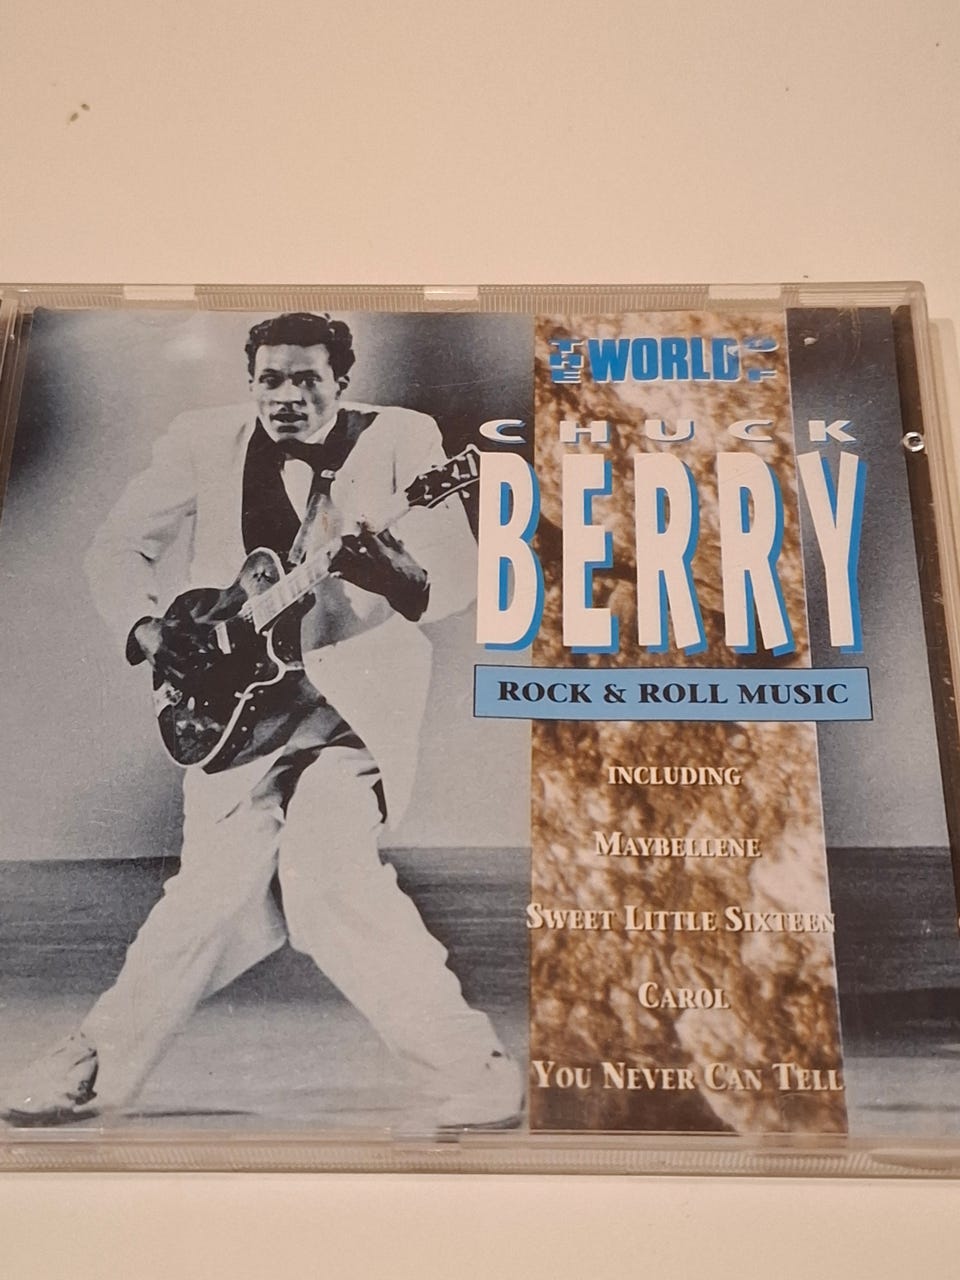 THE WORLD OF
CHUCK
BERRY
ROCK & ROLL MUSIC
INCLUDING
MAYBELLENE
SWEET LITTLE SIXTEEN
CAROL
YOU NEVER CAN TELL